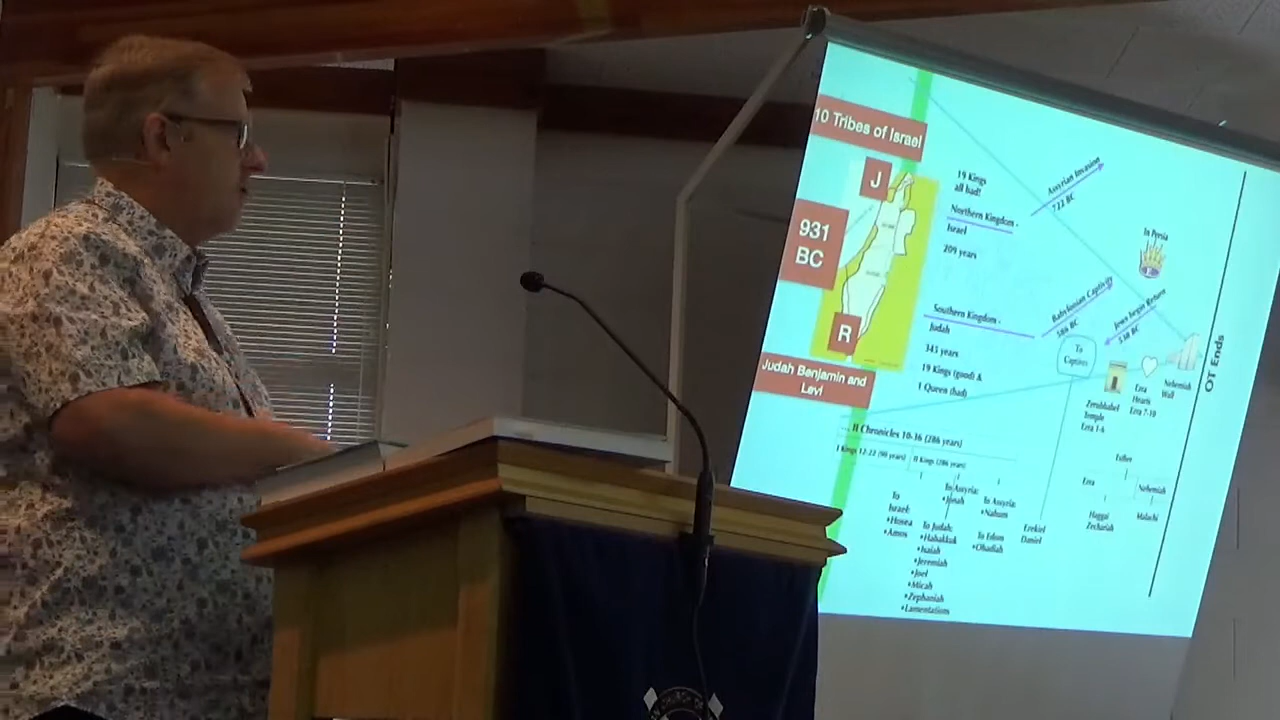 10 Tribes of Israel
J
931
BC
R
Judah Benjamin and
Levi
19 Kings
all bad!
Northern Kingdom -
Israel
209 years
Assyrian Invasion
722 BC
In Persia
Southern Kingdom -
Judah
345 years
19 Kings (good) &
1 Queen (bad)
Babylonian Captivity
586 BC
Jews begin Return
538 BC
To
Captives
Zerubbabel
Temple
Ezra 1-6
Ezra
Hearts
Ezra 7-10
Nehemiah
Wall
OT Ends
II Chronicles 10-36 (286 years)
I Kings 12-22 (90 years)
II Kings (286 years)
To
Israel:
•Hosea
•Amos
To Assyria:
•Jonah
To Judah:
•Habakkuk
•Isaiah
•Jeremiah
•Joel
•Micah
•Zephaniah
•Lamentations
To Assyria:
•Nahum
To Edom
•Obadiah
Ezekiel
Daniel
Esther
Ezra
Nehemiah
Haggai
Zechariah
Malachi